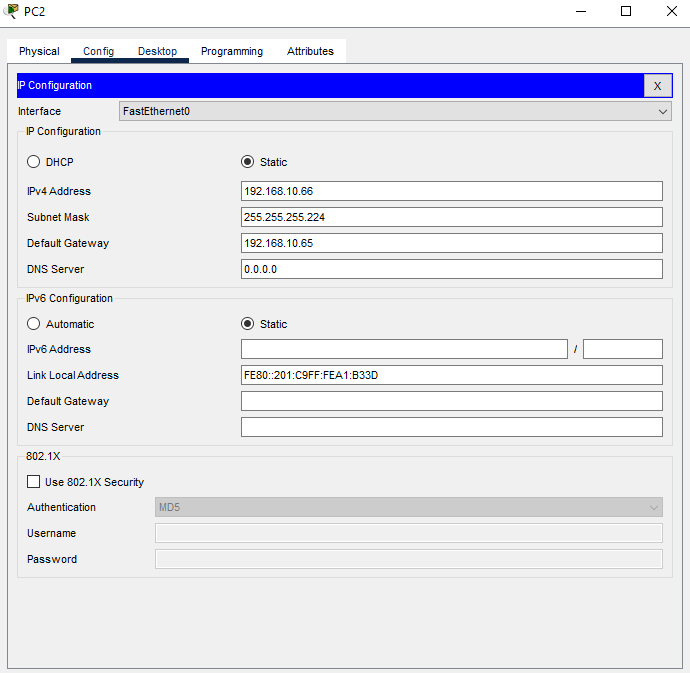 PC2
Physical Config Desktop Programming Attributes
IP Configuration X
Interface FastEthernet0
IP Configuration
DHCP Static
IPv4 Address 192.168.10.66
Subnet Mask 255.255.255.224
Default Gateway 192.168.10.65
DNS Server 0.0.0.0
IPv6 Configuration
Automatic Static
IPv6 Address /
Link Local Address FE80::201:C9FF:FEA1:B33D
Default Gateway
DNS Server
802.1X
Use 802.1X Security
Authentication MD5
Username
Password